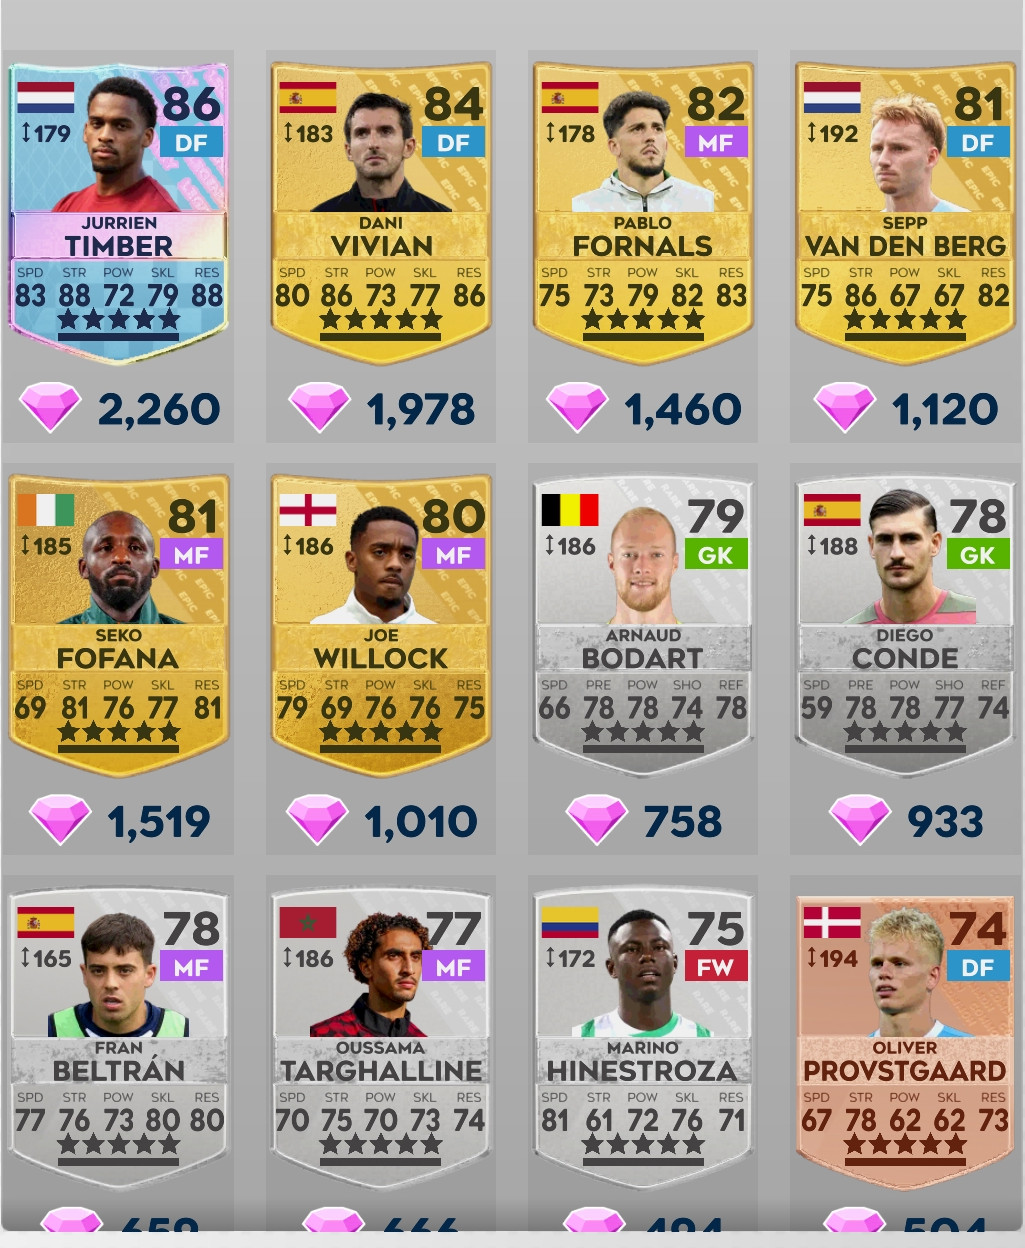 86
179
DF
JURRIEN
TIMBER
SPD STR POW SKL RES
83 88 72 79 88
2,260
84
183
DF
DANI
VIVIAN
SPD STR POW SKL RES
80 86 73 77 86
1,978
82
178
MF
PABLO
FORNALS
SPD STR POW SKL RES
75 73 79 82 83
1,460
81
192
DF
SEPP
VAN DEN BERG
SPD STR POW SKL RES
75 86 67 67 82
1,120
81
185
MF
SEKO
FOFANA
SPD STR POW SKL RES
69 81 76 77 81
1,519
80
186
MF
JOE
WILLOCK
SPD STR POW SKL RES
79 69 76 76 75
1,010
79
186
GK
ARNAUD
BODART
SPD PRE POW SHO REF
66 78 78 74 78
758
78
188
GK
DIEGO
CONDE
SPD PRE POW SHO REF
59 78 78 77 74
933
78
165
MF
FRAN
BELTRÁN
SPD STR POW SKL RES
77 76 73 80 80
77
186
MF
OUSSAMA
TARGHALLINE
SPD STR POW SKL RES
70 75 70 73 74
666
75
172
FW
MARINO
HINESTROZA
SPD STR POW SKL RES
81 61 72 76 71
74
194
DF
OLIVER
PROVSTGAARD
SPD STR POW SKL RES
67 78 62 62 73